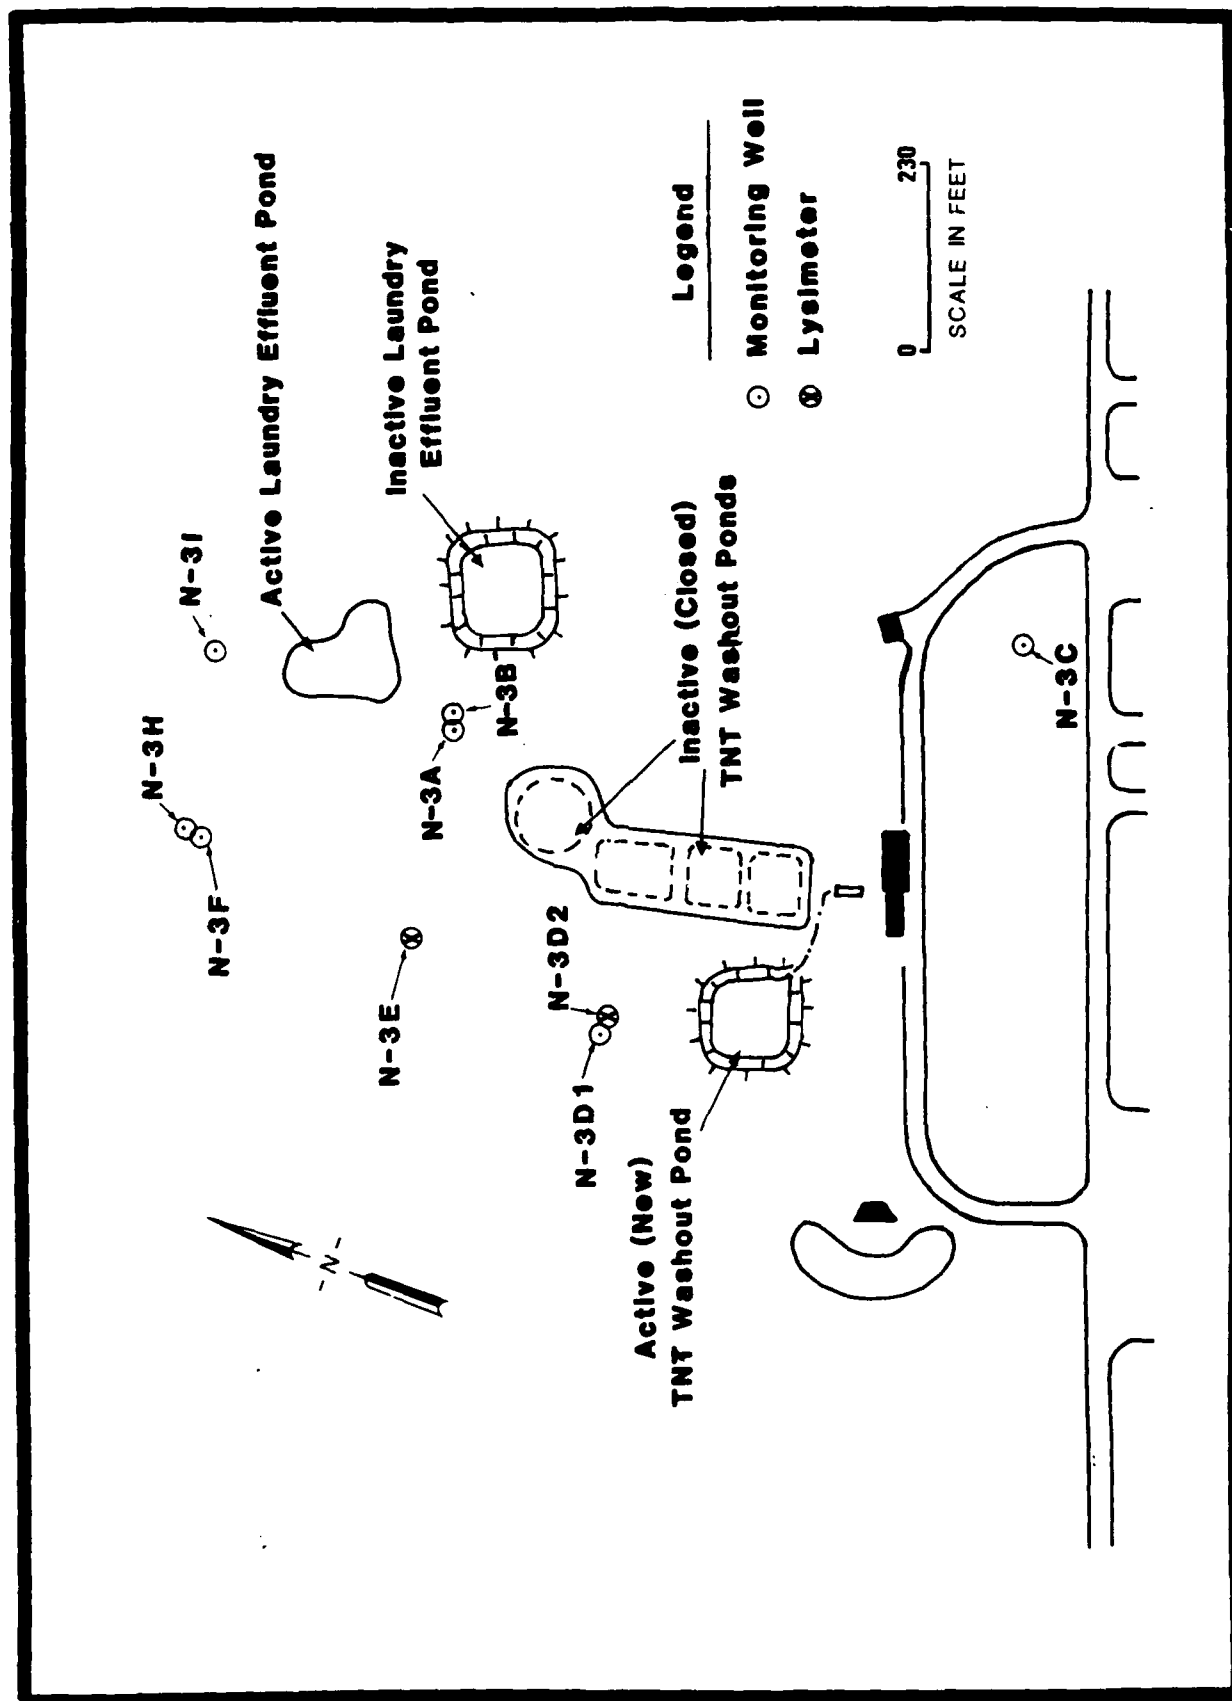 N-3H
N-3I
N-3F
Active Laundry Effluent Pond
N-3E
N-3A
N-3B
Inactive Laundry
Effluent Pond
N-3D2
N-3D1
Inactive (Closed)
TNT Washout Ponds
Active (New)
TNT Washout Pond
-N-
Legend
Monitoring Well
Lysimeter
0 230
SCALE IN FEET
N-3C